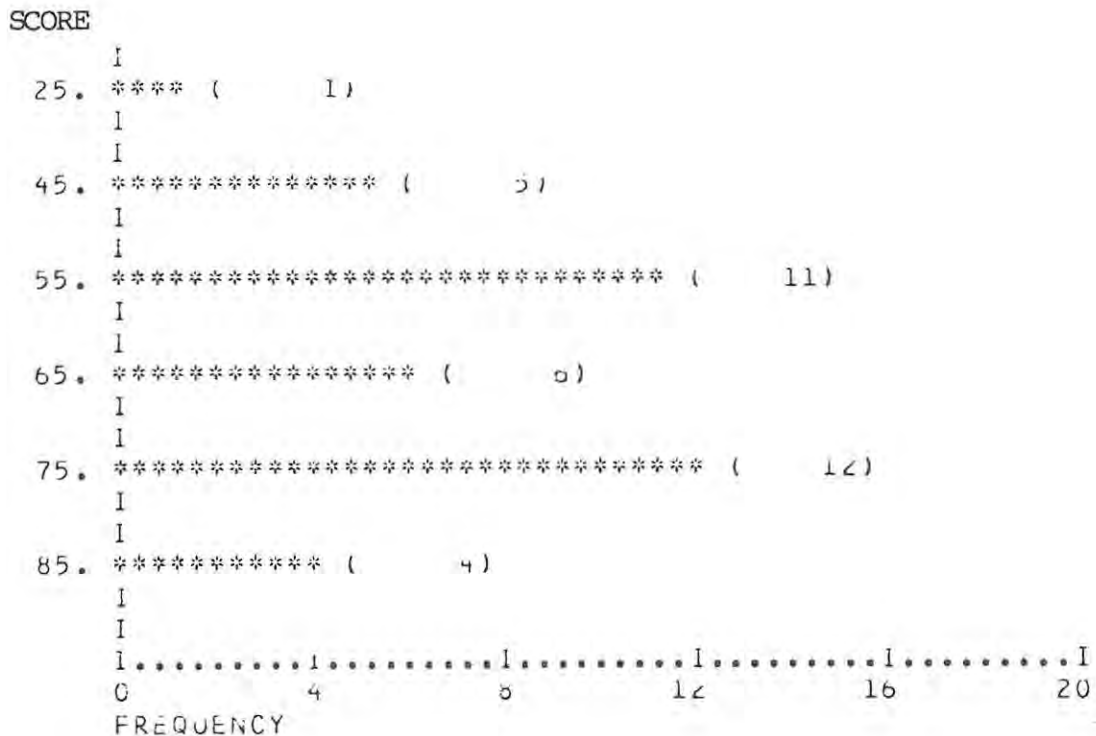 SCORE
I
25. **** ( 1)
I
I
45. ************** ( 5)
I
I
55. ***************************** ( 11)
I
I
65. **************** ( 6)
I
I
75. ******************************* ( 12)
I
I
85. *********** ( 4)
I
I
I.........I.........I.........I.........I.........I
0 4 8 12 16 20
FREQUENCY